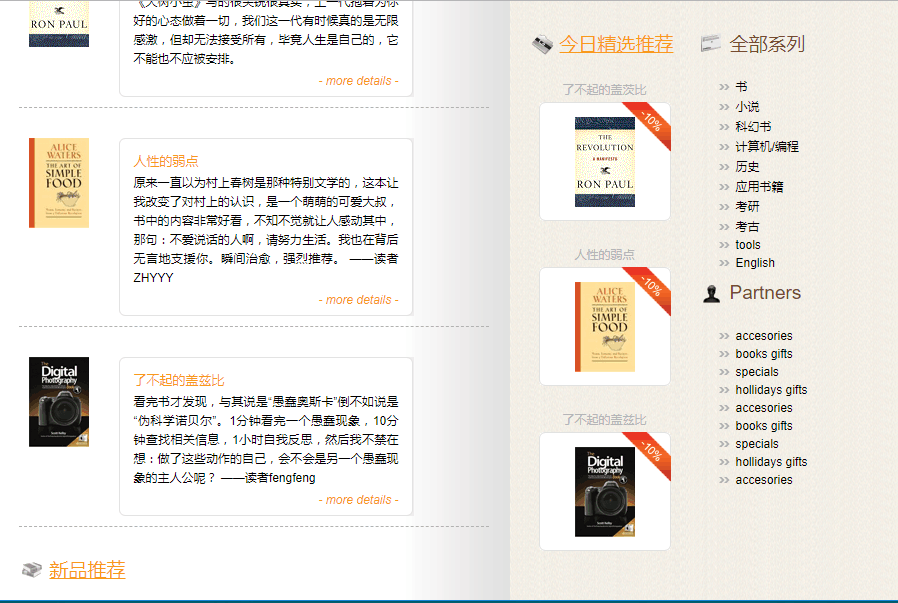 RON PAUL
《大树小虫》写的很笑锐很真实，上一代抱着为你
好的心态做着一切，我们这一代有时候真的是无限
感激，但却无法接受所有，毕竟人生是自己的，它
不能也不应被安排。
- more details -
ALICE
WATERS
THE ART OF
SIMPLE
FOOD
人性的弱点
原来一直以为村上春树是那种特别文学的，这本让
我改变了对村上的认识，是一个萌萌的可爱大叔，
书中的内容非常好看，不知不觉就让人感动其中，
那句：不爱说话的人啊，请努力生活。我也在背后
无言地支援你。瞬间治愈，强烈推荐。 ——读者
ZHYYY
- more details -
The
Digital
Photography
Book
Scott Kelby
了不起的盖兹比
看完书才发现，与其说是“愚蠢奥斯卡”倒不如说是
“伪科学诺贝尔”。1分钟看完一个愚蠢现象，10分
钟查找相关信息，1小时自我反思，然后我不禁在
想：做了这些动作的自己，会不会是另一个愚蠢现
象的主人公呢？ ——读者fengfeng
- more details -
新品推荐
今日精选推荐
了不起的盖茨比
-10%
THE
REVOLUTION
A MANIFESTO
RON PAUL
人性的弱点
-10%
ALICE
WATERS
THE ART OF
SIMPLE
FOOD
了不起的盖兹比
-10%
The
Digital
Photography
Book
Scott Kelby
全部系列
书
小说
科幻书
计算机/编程
历史
应用书籍
考研
考古
tools
English
Partners
accesories
books gifts
specials
hollidays gifts
accesories
books gifts
specials
hollidays gifts
accesories